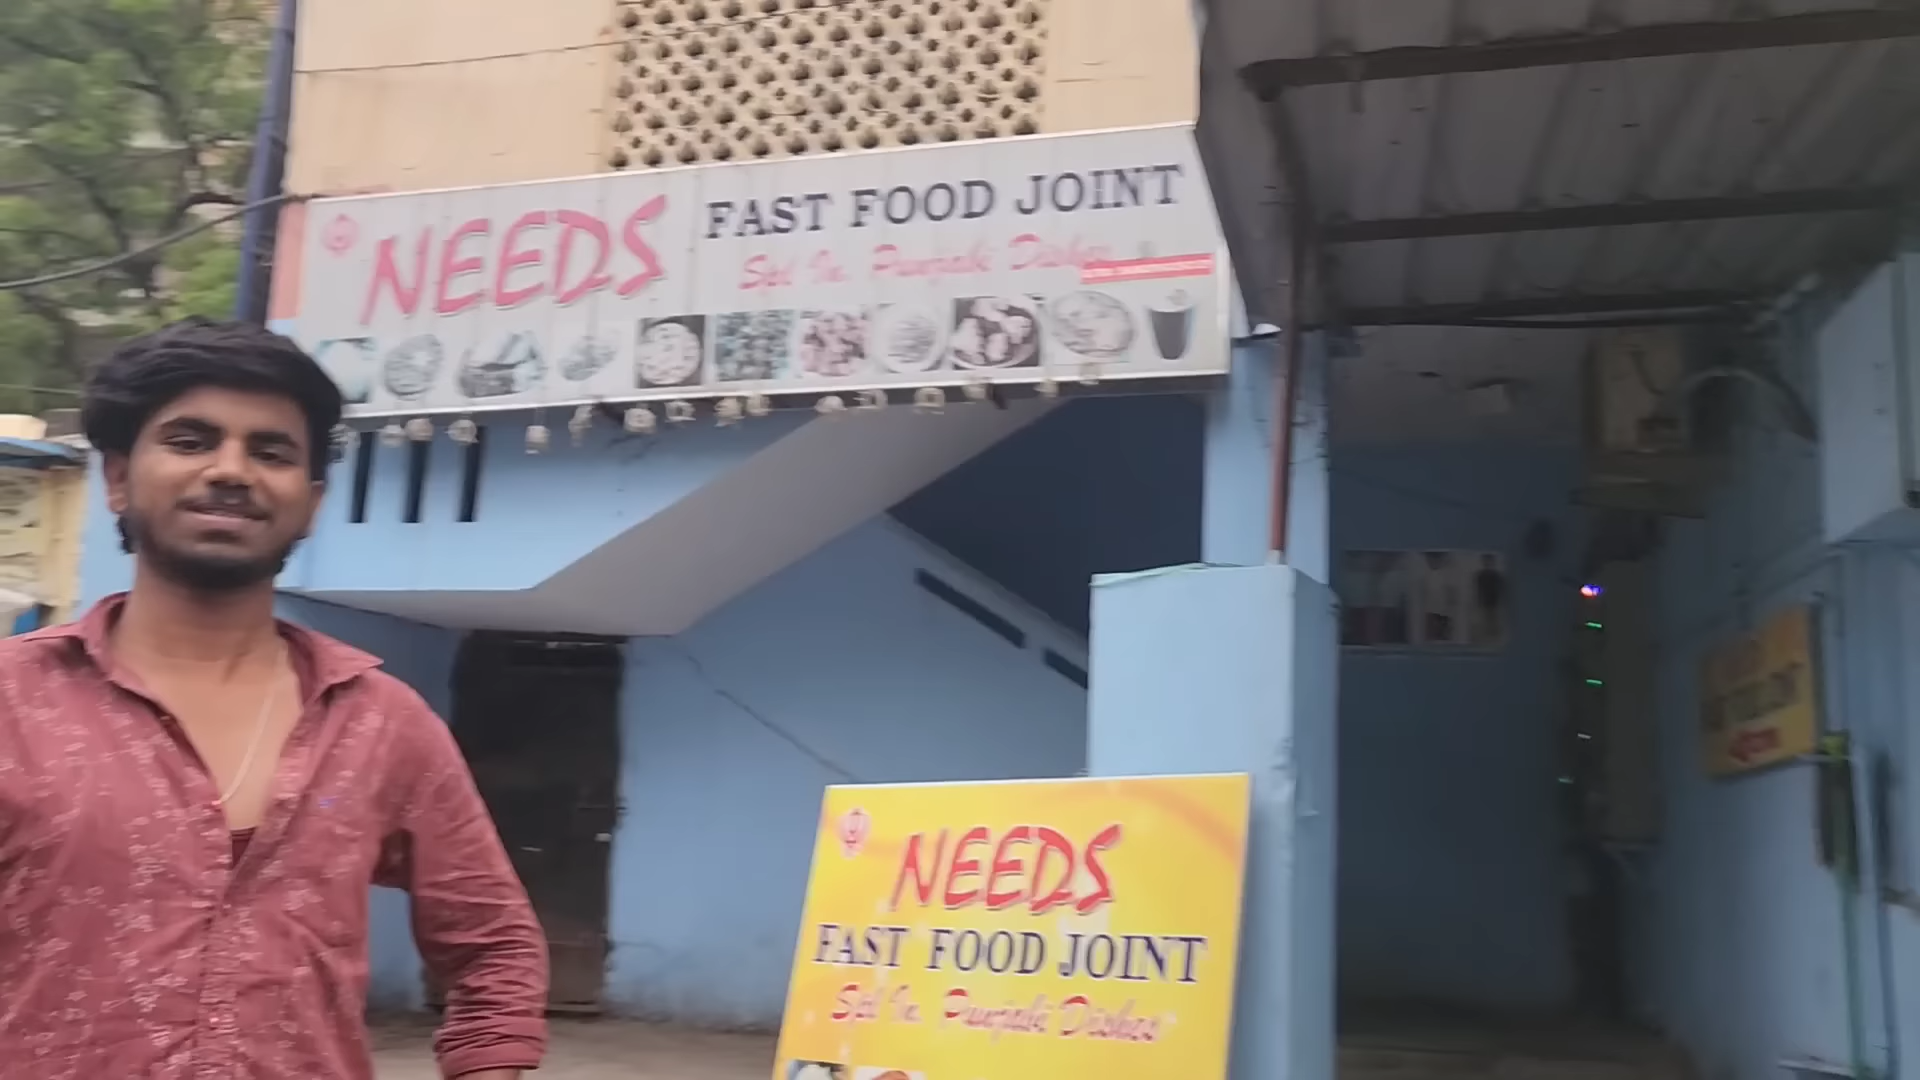 NEEDS FAST FOOD JOINT
Spl In. Punjabi Dishes
NEEDS
FAST FOOD JOINT
Spl In. Punjabi Dishes